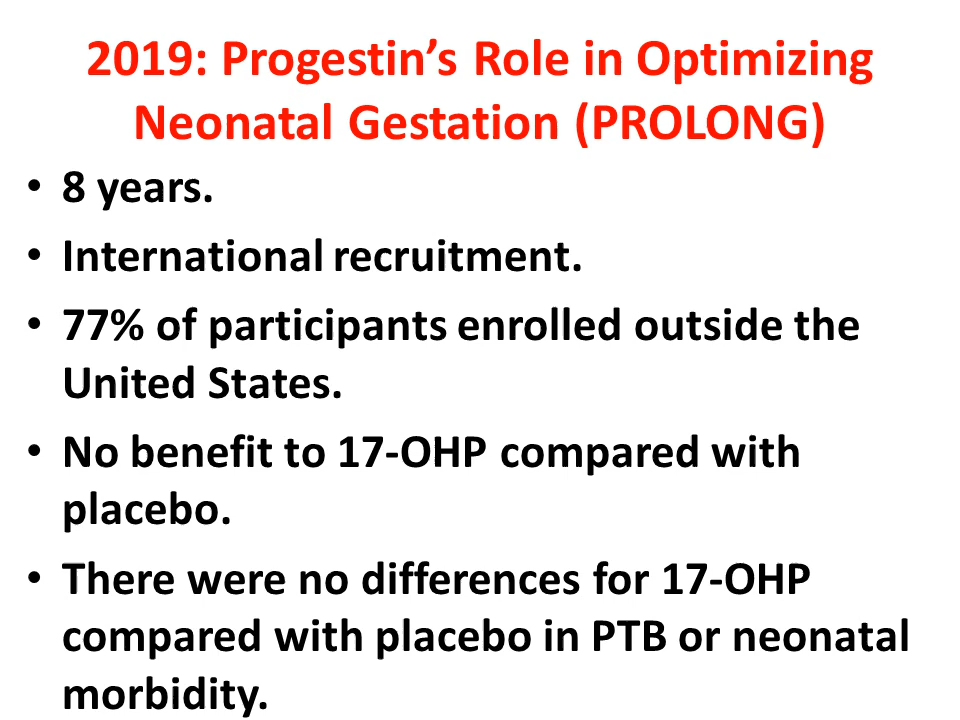 2019: Progestin’s Role in Optimizing
Neonatal Gestation (PROLONG)
• 8 years.
• International recruitment.
• 77% of participants enrolled outside the
United States.
• No benefit to 17-OHP compared with
placebo.
• There were no differences for 17-OHP
compared with placebo in PTB or neonatal
morbidity.